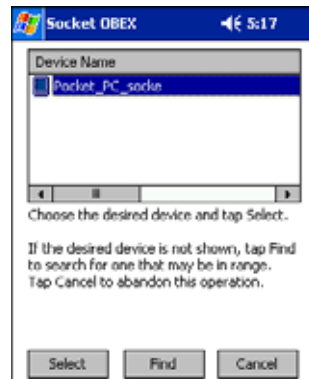 Socket OBEX 5:17
Device Name
Pocket_PC_socke
Choose the desired device and tap Select.
If the desired device is not shown, tap Find
to search for one that may be in range.
Tap Cancel to abandon this operation.
Select Find Cancel